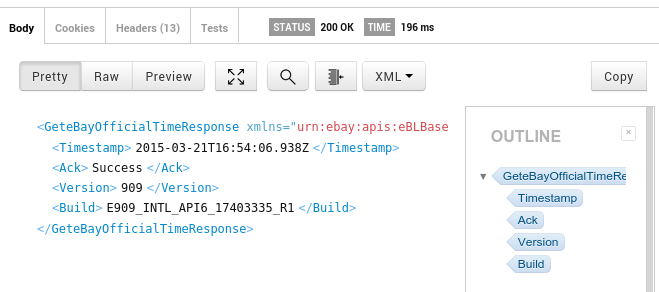 Body Cookies Headers (13) Tests STATUS 200 OK TIME 196 ms
Pretty Raw Preview XML Copy
<GeteBayOfficialTimeResponse xmlns="urn:ebay:apis:eBLBase
<Timestamp> 2015-03-21T16:54:06.938Z </Timestamp>
<Ack> Success </Ack>
<Version> 909 </Version>
<Build> E909_INTL_API6_17403335_R1 </Build>
</GeteBayOfficialTimeResponse>
OUTLINE ×
GeteBayOfficialTimeRe
Timestamp
Ack
Version
Build